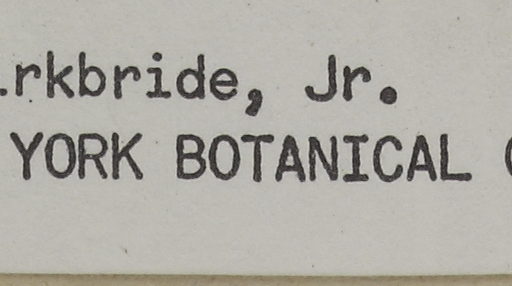 rkbride, Jr.
YORK BOTANICAL